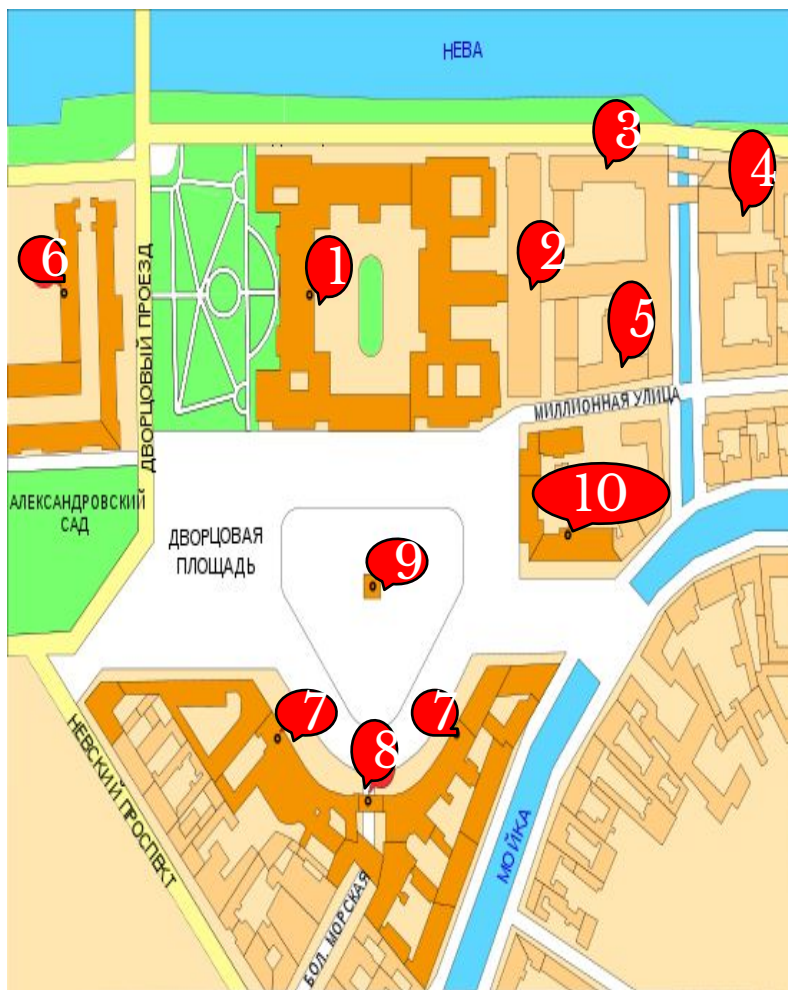 НЕВА
3
4
6
1
2
5
ДВОРЦОВЫЙ ПРОЕЗД
МИЛЛИОННАЯ УЛИЦА
10
АЛЕКСАНДРОВСКИЙ
САД
ДВОРЦОВАЯ
ПЛОЩАДЬ
9
7
7
8
НЕВСКИЙ ПРОСПЕКТ
МОЙКА
БОЛ. МОРСКАЯ